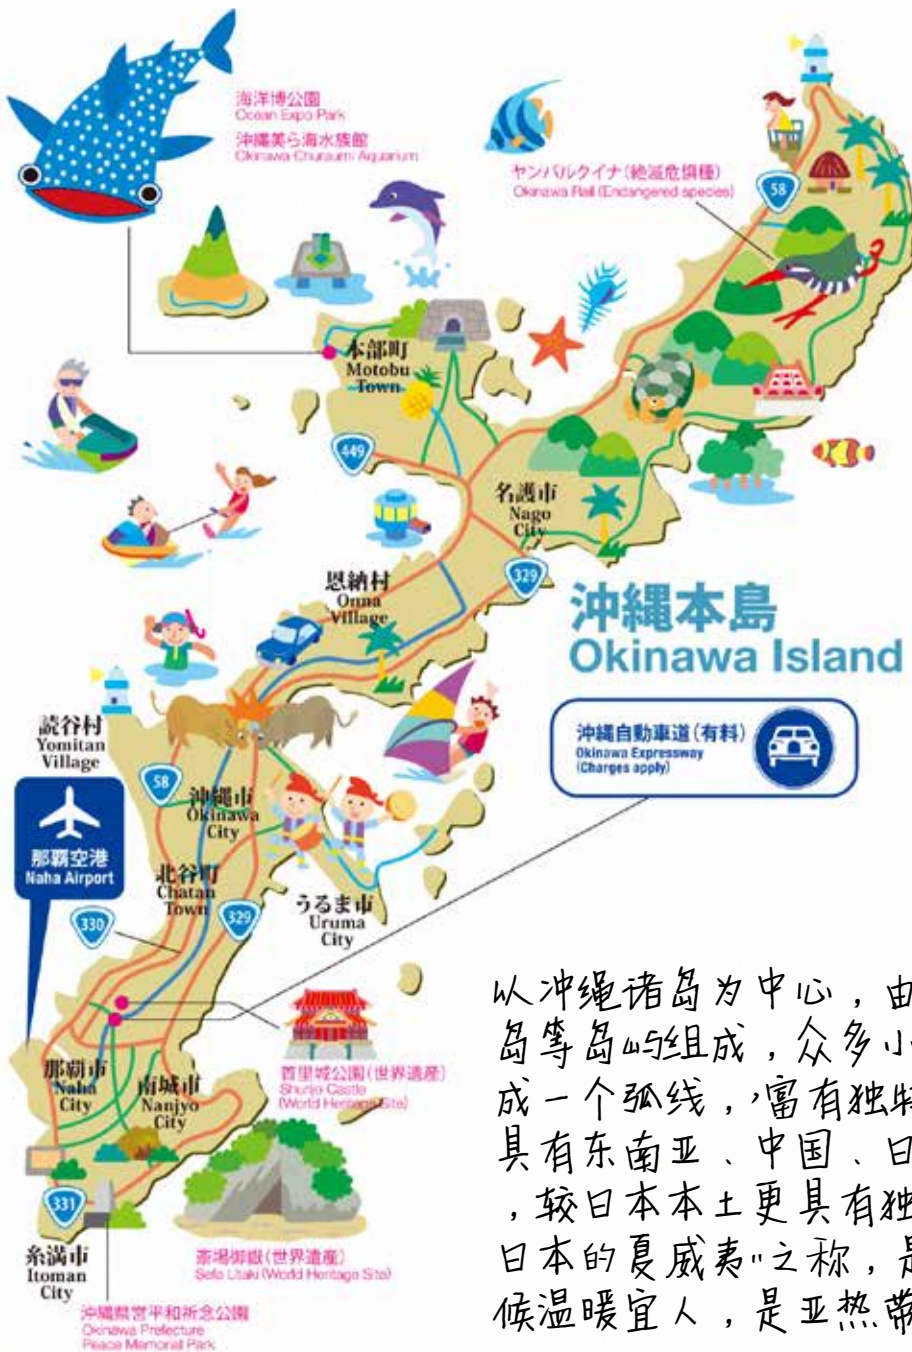 海洋博公園
Ocean Expo Park
沖縄美ら海水族館
Okinawa Churaumi Aquarium
ヤンバルクイナ(絶滅危惧種)
Okinawa Rail (Endangered species)
58
本部町
Motobu
Town
449
名護市
Nago
City
329
恩納村
Onna
Village
沖縄本島
Okinawa Island
読谷村
Yomitan
Village
沖縄自動車道(有料)
Okinawa Expressway
(Charges apply)
58
沖縄市
Okinawa
City
那覇空港
Naha Airport
北谷町
Chatan
Town
330
329
うるま市
Uruma
City
以冲绳诸岛为中心，由
岛等岛屿组成，众多小
成一个弧线，，富有独特
具有东南亚、中国、日
，较日本本土更具有独
日本的夏威夷"之称，是
候温暖宜人，是亚热带
首里城公園(世界遺産)
Shurijo Castle
(World Heritage Site)
那覇市
Naha
City
南城市
Nanjyo
City
331
斎場御嶽(世界遺産)
Sefa Utaki (World Heritage Site)
糸満市
Itoman
City
沖縄県営平和祈念公園
Okinawa Prefecture
Peace Memorial Park